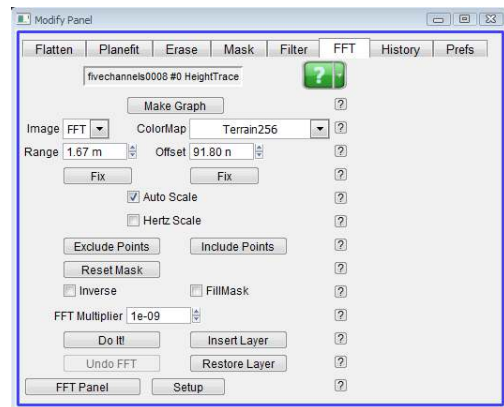 Modify Panel
Flatten Planefit Erase Mask Filter FFT History Prefs
fivechannels0008 #0 HeightTrace ?
Make Graph ?
Image FFT ColorMap Terrain256 ?
Range 1.67 m Offset 91.80 n ?
Fix Fix ?
Auto Scale ?
Hertz Scale ?
Exclude Points Include Points ?
Reset Mask ?
Inverse FillMask ?
FFT Multiplier 1e-09 ?
Do It! Insert Layer ?
Undo FFT Restore Layer ?
FFT Panel Setup ?